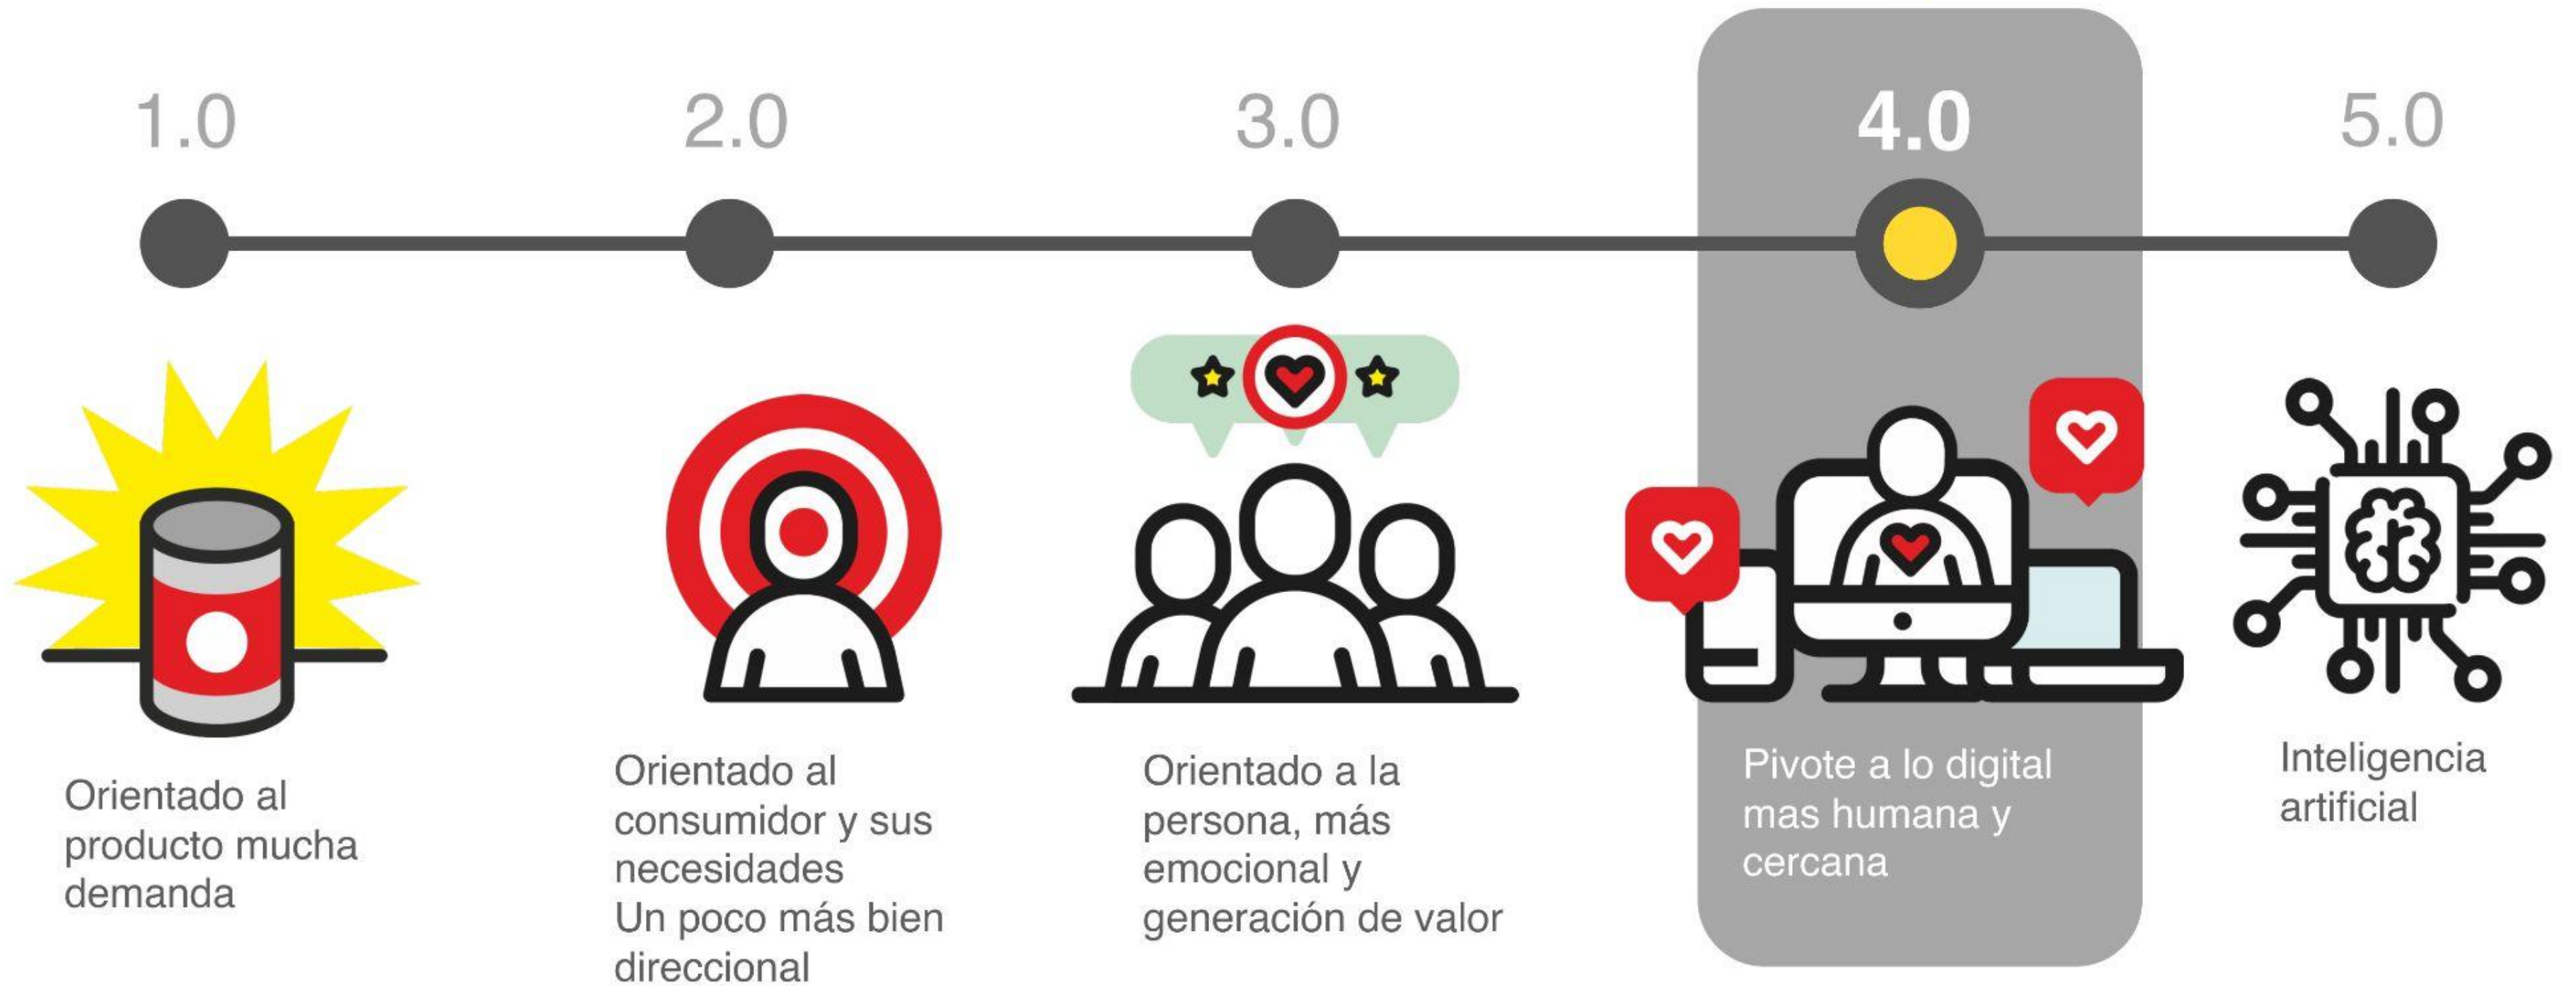 1.0
2.0
3.0
4.0
5.0
Orientado al
producto mucha
demanda
Orientado al
consumidor y sus
necesidades
Un poco más bien
direccional
Orientado a la
persona, más
emocional y
generación de valor
Pivote a lo digital
mas humana y
cercana
Inteligencia
artificial